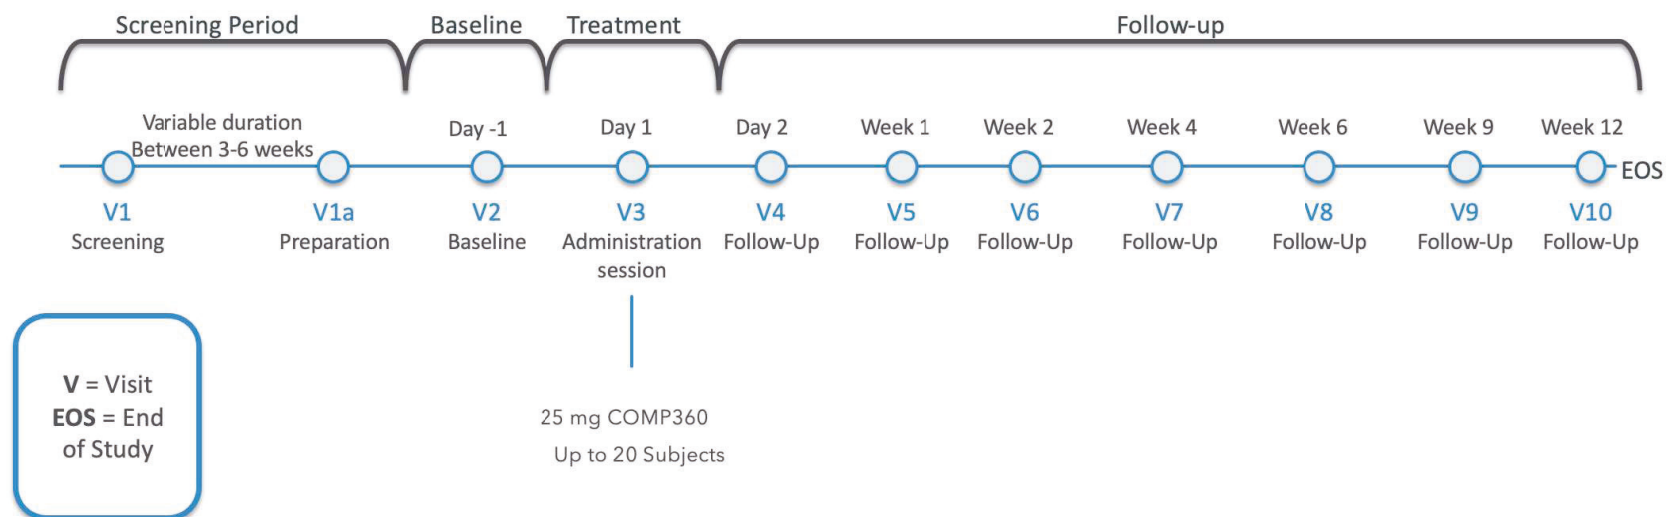 Screening Period
Baseline
Treatment
Follow-up
Variable duration
Between 3-6 weeks
Day -1
Day 1
Day 2
Week 1
Week 2
Week 4
Week 6
Week 9
Week 12
EOS
V1
V1a
V2
V3
V4
V5
V6
V7
V8
V9
V10
Screening
Preparation
Baseline
Administration
session
Follow-Up
Follow-Up
Follow-Up
Follow-Up
Follow-Up
Follow-Up
Follow-Up
25 mg COMP360
Up to 20 Subjects
V = Visit
EOS = End
of Study